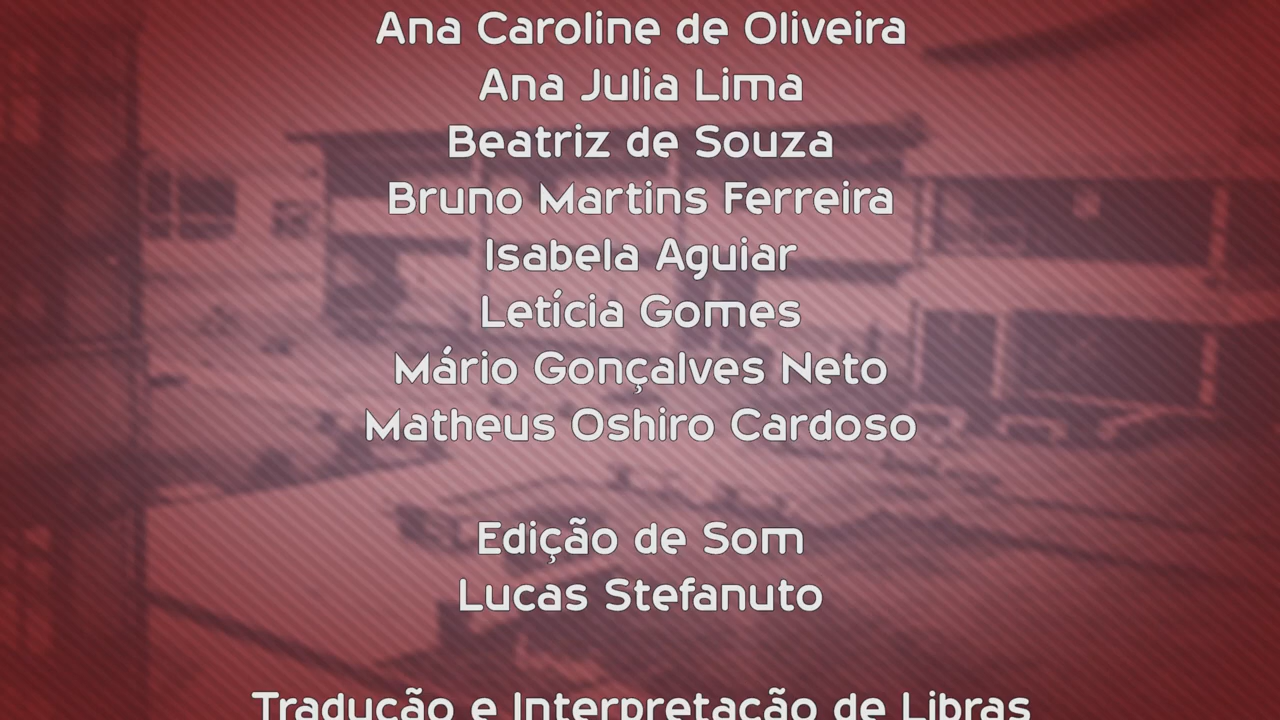 Ana Caroline de Oliveira
Ana Julia Lima
Beatriz de Souza
Bruno Martins Ferreira
Isabela Aguiar
Letícia Gomes
Mário Gonçalves Neto
Matheus Oshiro Cardoso
Edição de Som
Lucas Stefanuto
Tradução e Interpretação de Libras